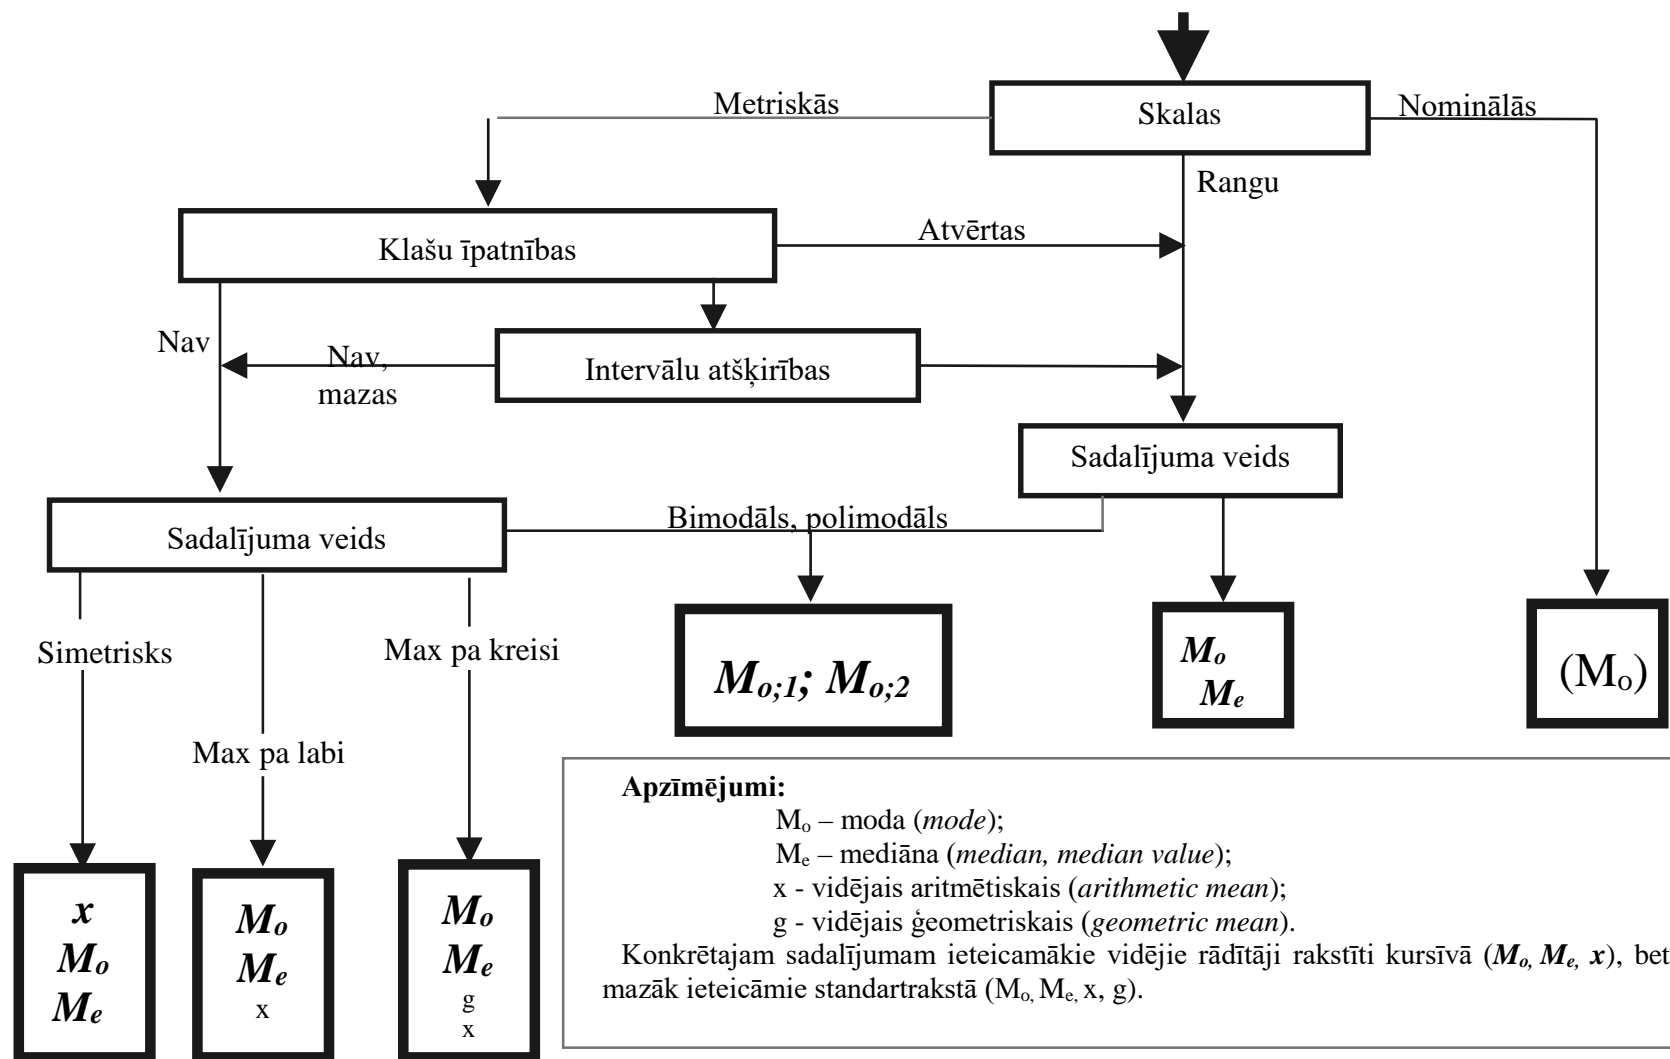 Metriskās
Skalas
Nominālās
Rangu
Klašu īpatnības
Atvērtas
Nav
Nav,
mazas
Intervālu atšķirības
Sadalījuma veids
Sadalījuma veids
Bimodāls, polimodāls
Simetrisks
Max pa labi
Max pa kreisi
Mo;1; Mo;2
Mo
Me
(Mo)
x
Mo
Me
Mo
Me
x
Mo
Me
g
x
Apzīmējumi:
Mo – moda (mode);
Me – mediāna (median, median value);
x - vidējais aritmētiskais (arithmetic mean);
g - vidējais ģeometriskais (geometric mean).
Konkrētajam sadalījumam ieteicamākie vidējie rādītāji rakstīti kursīvā (Mo, Me, x), bet
mazāk ieteicāmie standartrakstā (Mo, Me, x, g).